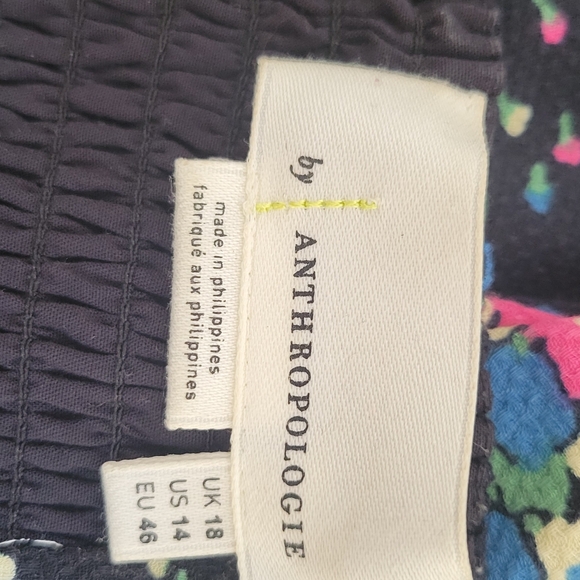 by ANTHROPOLOGIE
made in philippines
fabriqué aux philippines
UK 18
US 14
EU 46